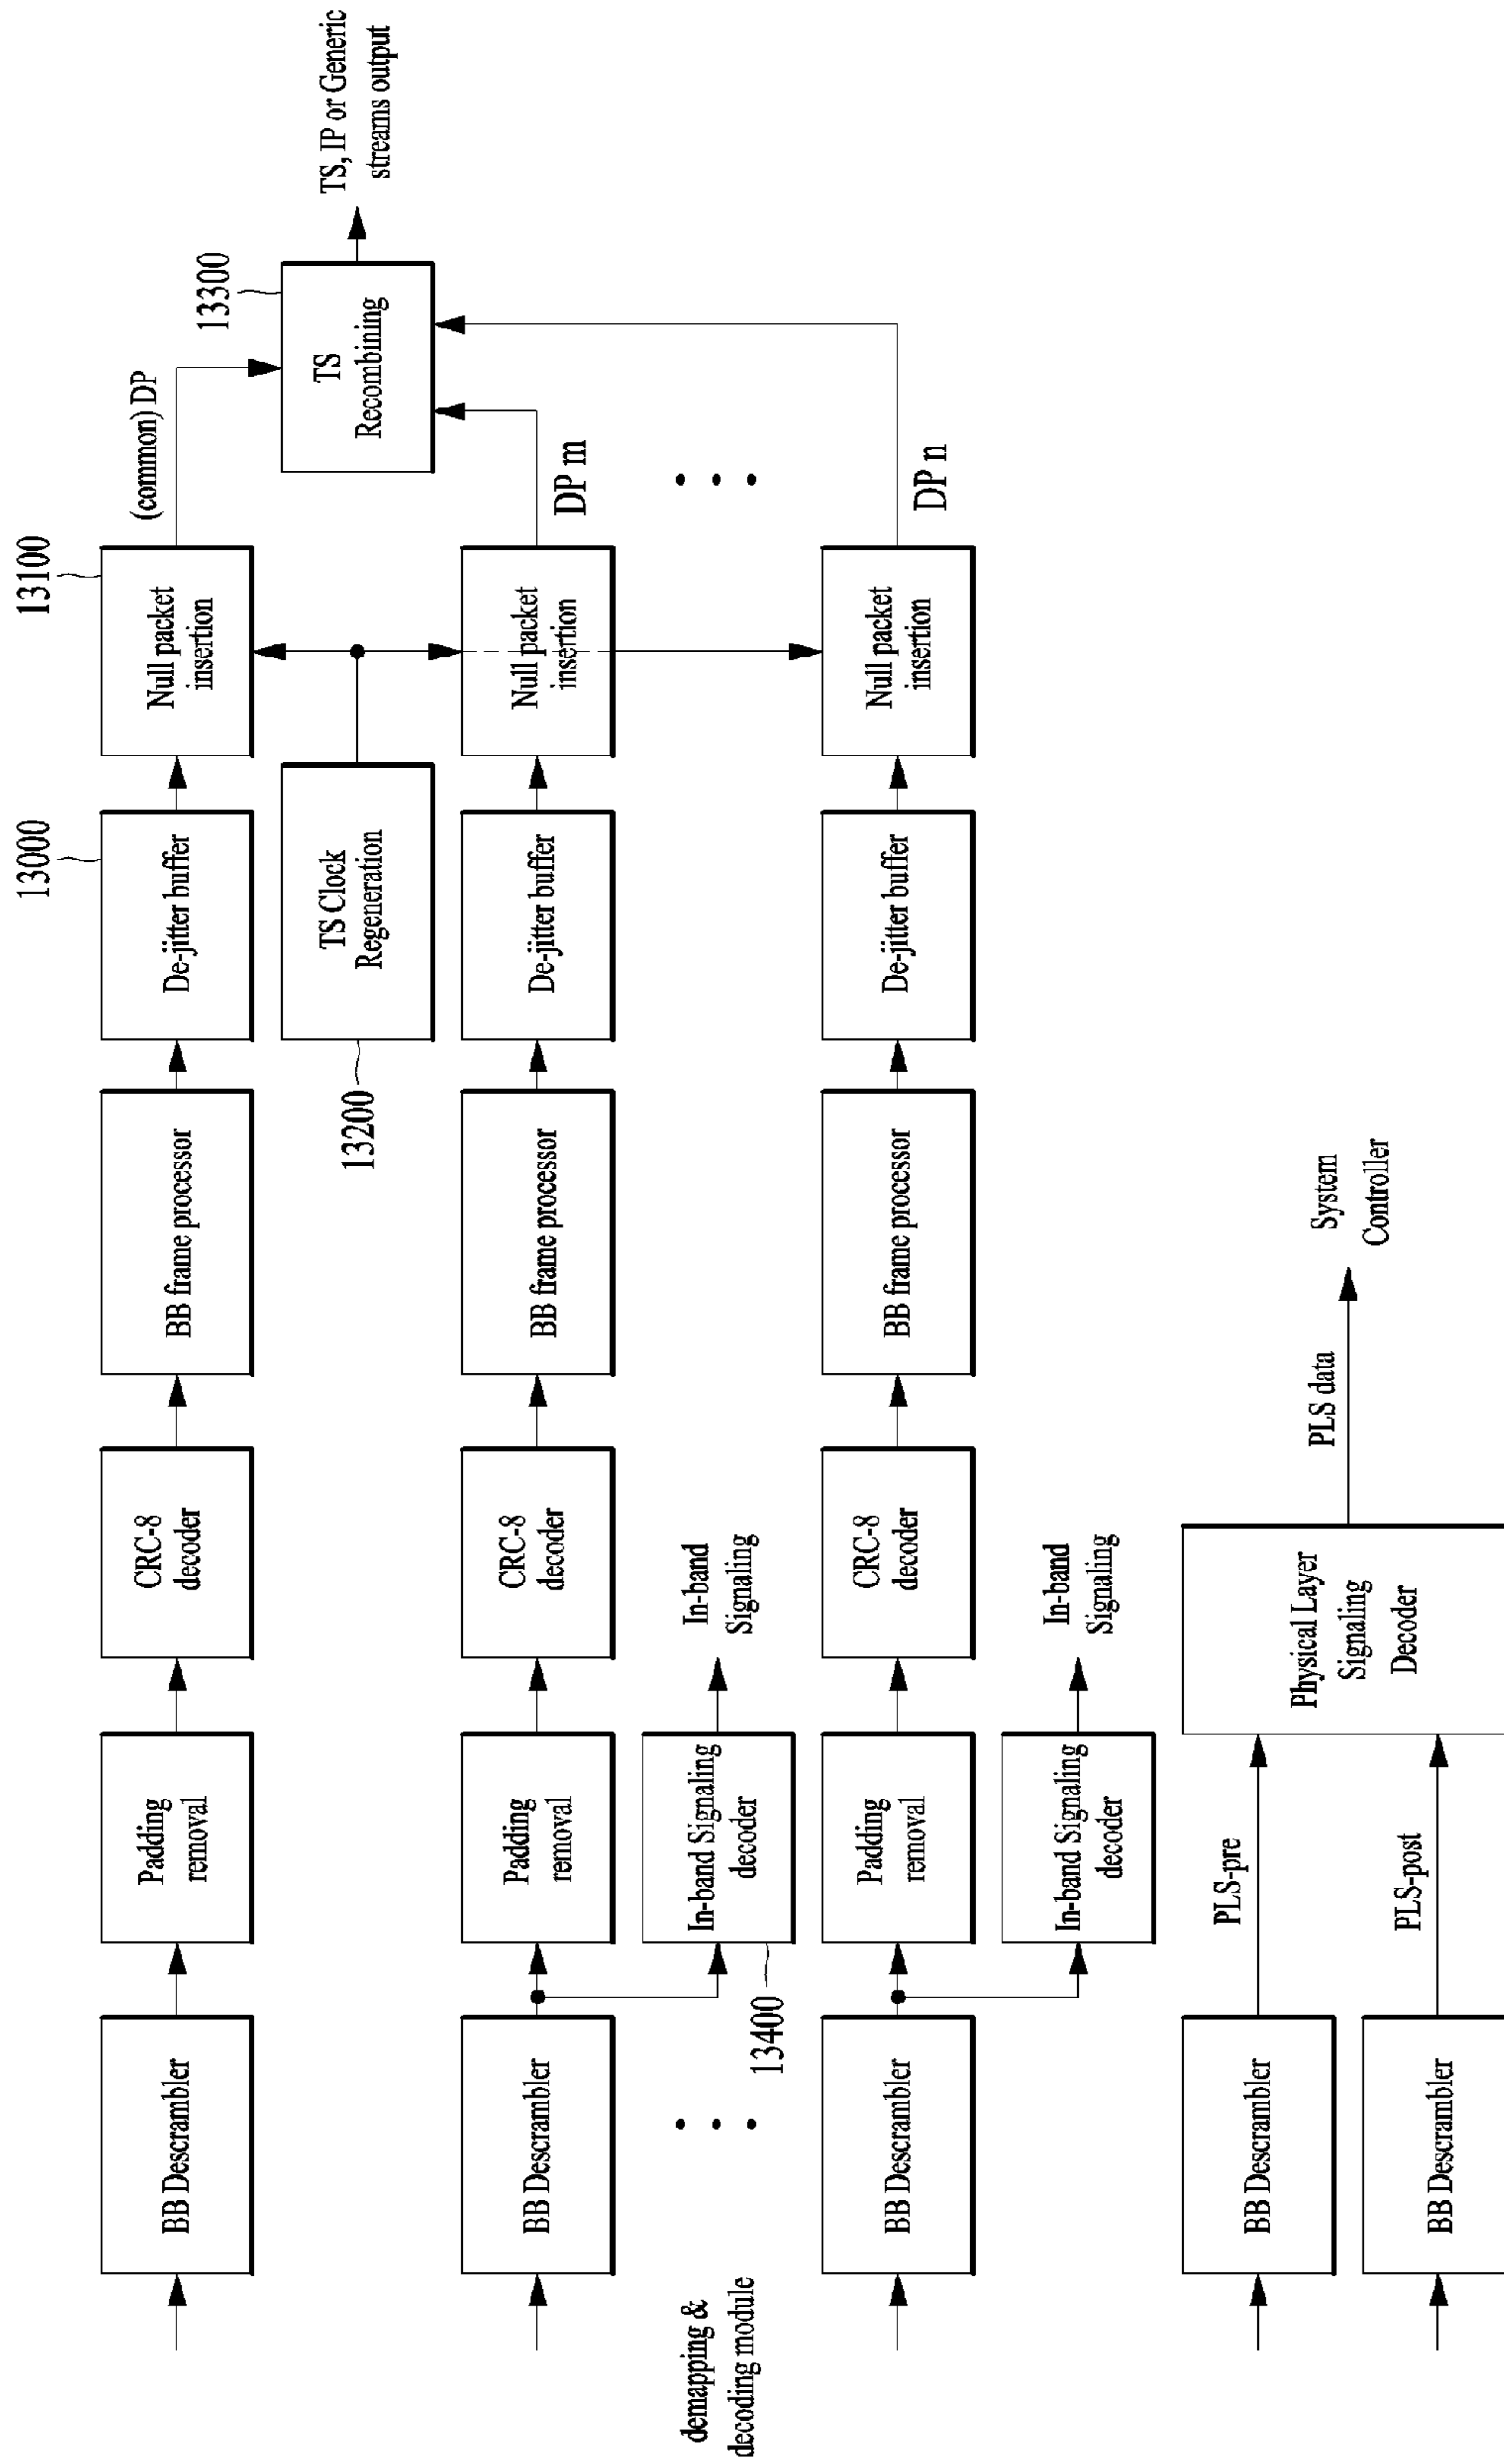 BB Descrambler
Padding
removal
CRC-8
decoder
BB frame processor
13000
De-jitter buffer
13100
Null packet
insertion
(common) DP
13200
TS Clock
Regeneration
13300
TS
Recombining
TS, IP or Generic
streams output
BB Descrambler
Padding
removal
CRC-8
decoder
BB frame processor
De-jitter buffer
Null packet
insertion
DP m
demapping &
decoding module
13400
In-band Signaling
decoder
In-band
Signaling
BB Descrambler
Padding
removal
CRC-8
decoder
BB frame processor
De-jitter buffer
Null packet
insertion
DP n
In-band Signaling
decoder
In-band
Signaling
BB Descrambler
PLS-pre
BB Descrambler
PLS-post
Physical Layer
Signaling
Decoder
PLS data
System
Controller